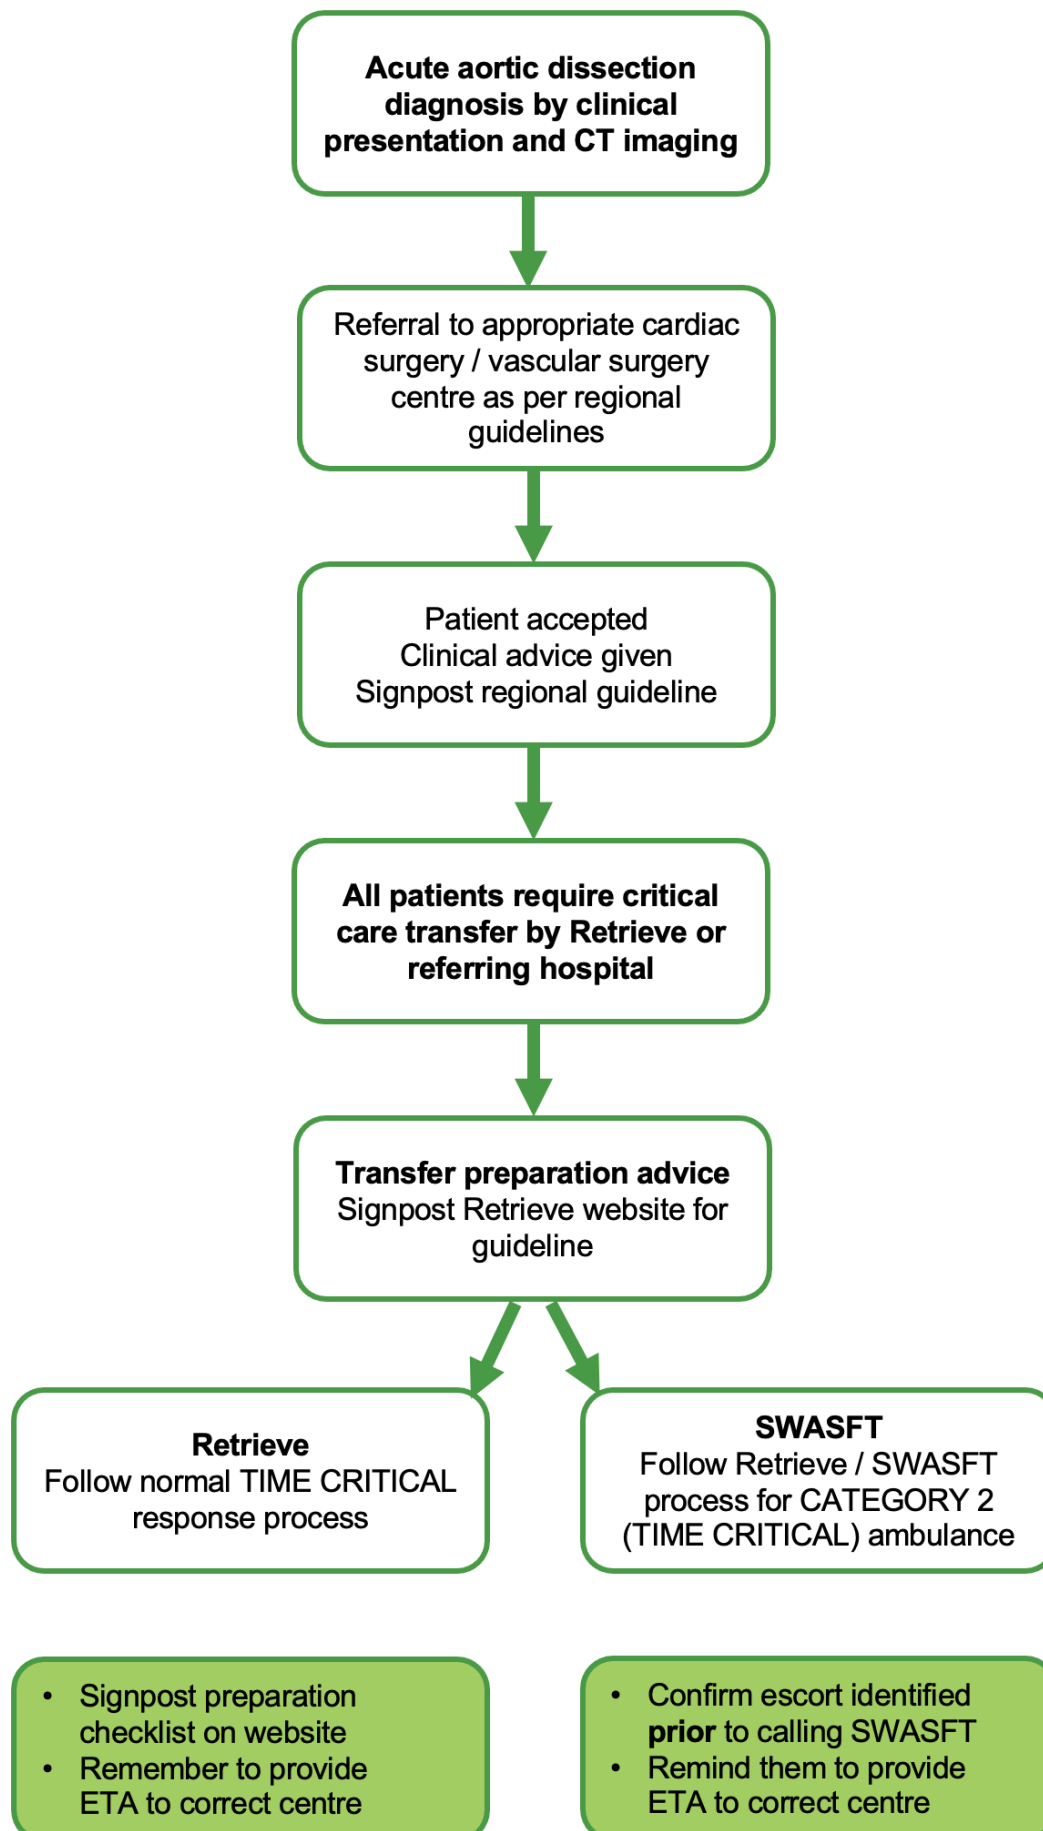 Acute aortic dissection
diagnosis by clinical
presentation and CT imaging
Referral to appropriate cardiac
surgery / vascular surgery
centre as per regional
guidelines
Patient accepted
Clinical advice given
Signpost regional guideline
All patients require critical
care transfer by Retrieve or
referring hospital
Transfer preparation advice
Signpost Retrieve website for
guideline
Retrieve
Follow normal TIME CRITICAL
response process
SWASFT
Follow Retrieve / SWASFT
process for CATEGORY 2
(TIME CRITICAL) ambulance
• Signpost preparation
checklist on website
• Remember to provide
ETA to correct centre
• Confirm escort identified
prior to calling SWASFT
• Remind them to provide
ETA to correct centre